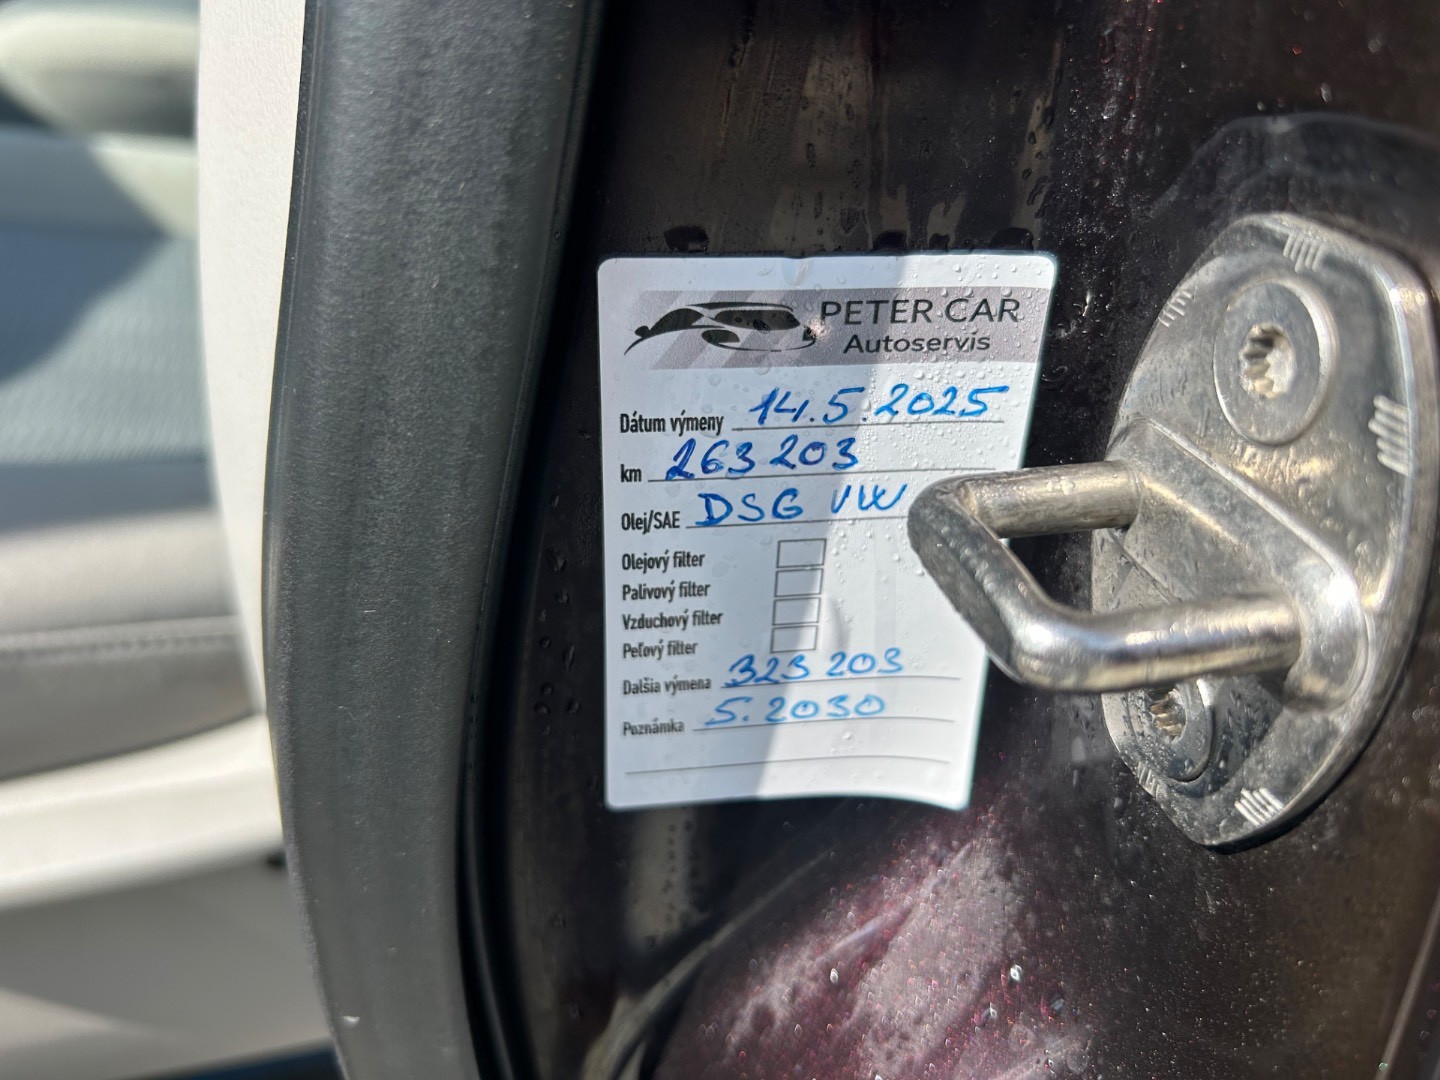 PETER CAR
Autoservis
Dátum výmeny 14.5.2025
km 263 203
Olej/SAE DSG VW
Olejový filter
Palivový filter
Vzduchový filter
Peľový filter
Dalšia výmena 323 203
Poznámka 5.2030